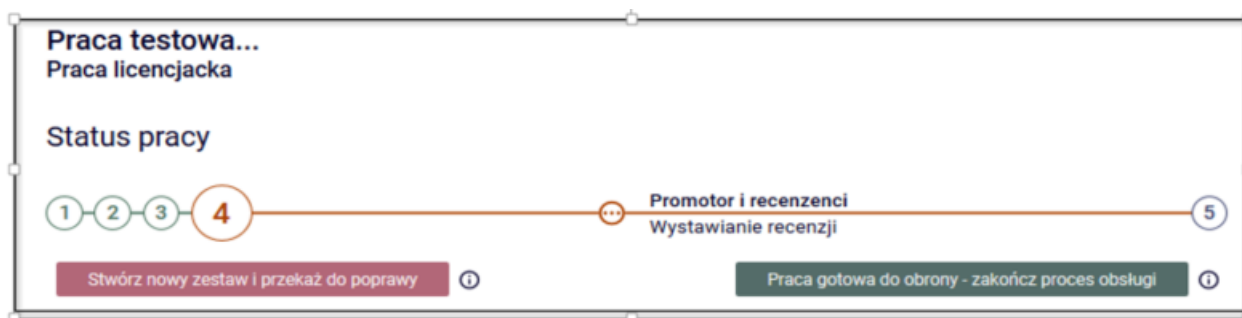 Praca testowa...
Praca licencjacka
Status pracy
1 2 3 4 Promotor i recenzenci 5
Wystawianie recenzji
Stwórz nowy zestaw i przekaż do poprawy
Praca gotowa do obrony - zakończ proces obsługi